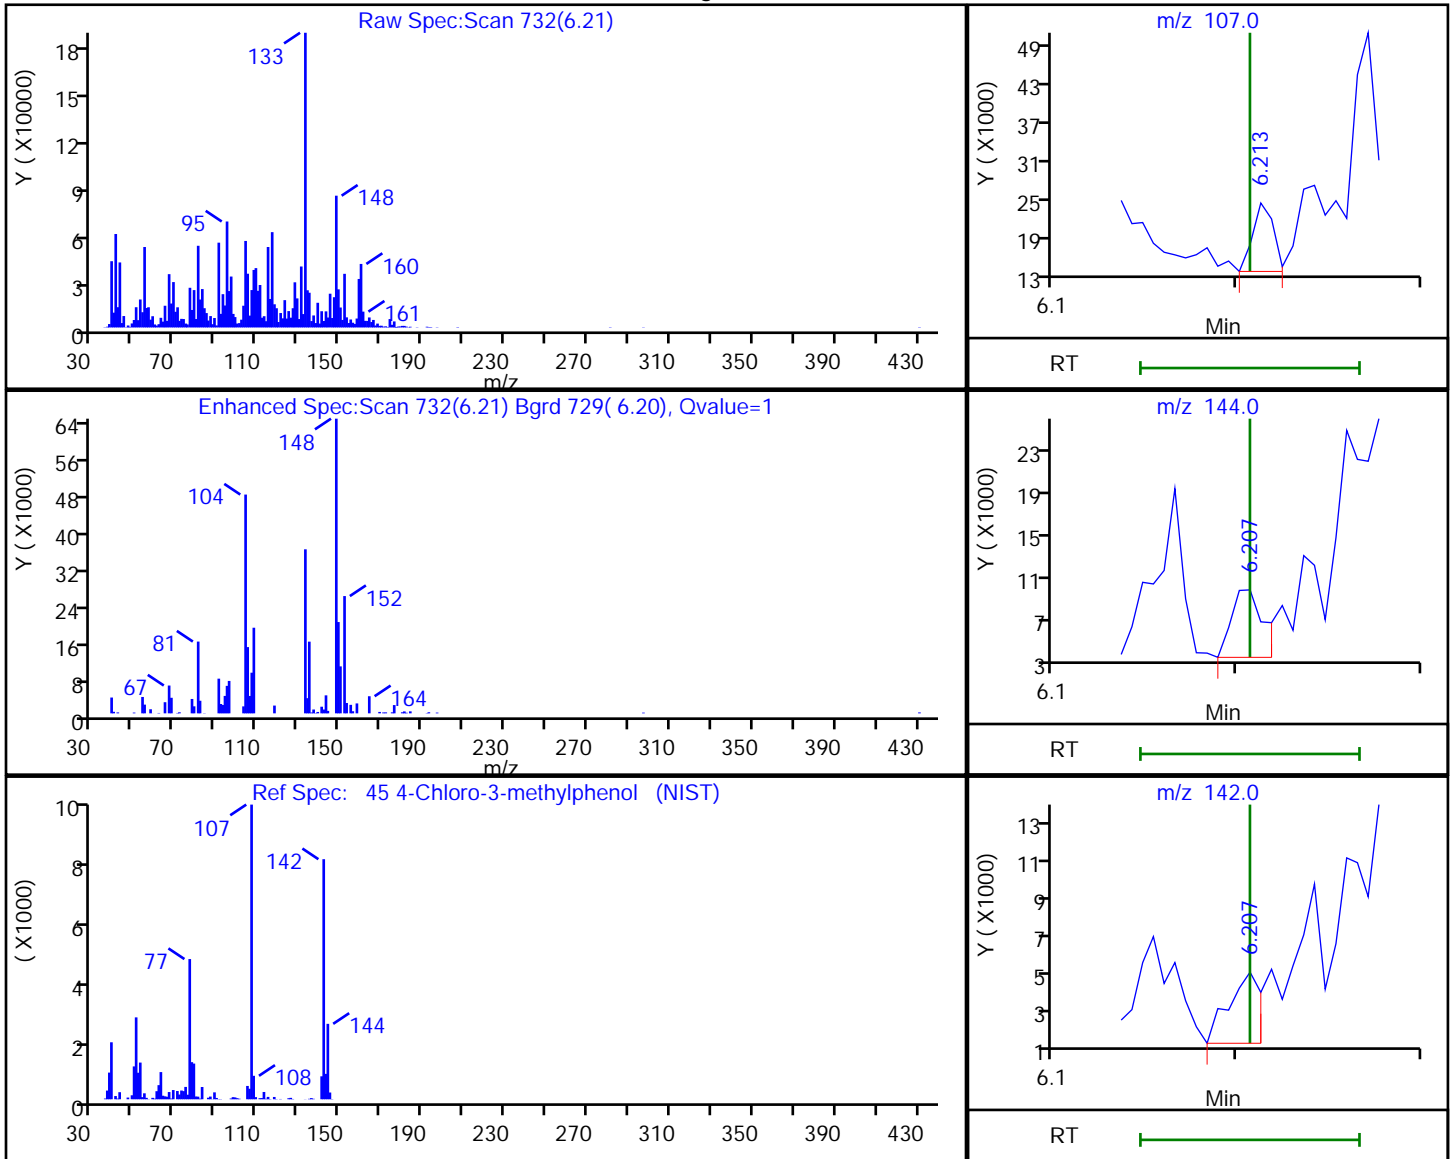 Raw Spec:Scan 732(6.21)
Y ( X10000)
18
15
12
9
6
3
0
133
95
148
160
161
30 70 110 150 190 230 270 310 350 390 430
m/z
m/z 107.0
Y ( X1000)
49
43
37
31
25
19
13
6.213
6.1
Min
RT
Enhanced Spec:Scan 732(6.21) Bgrd 729( 6.20), Qvalue=1
Y ( X1000)
64
56
48
40
32
24
16
8
0
148
104
152
81
67
164
30 70 110 150 190 230 270 310 350 390 430
m/z
m/z 144.0
Y ( X1000)
23
19
15
11
7
3
6.207
6.1
Min
RT
Ref Spec: 45 4-Chloro-3-methylphenol (NIST)
( X1000)
10
8
6
4
2
0
107
142
77
144
108
30 70 110 150 190 230 270 310 350 390 430
m/z 142.0
Y ( X1000)
13
11
9
7
5
3
1
6.207
6.1
Min
RT